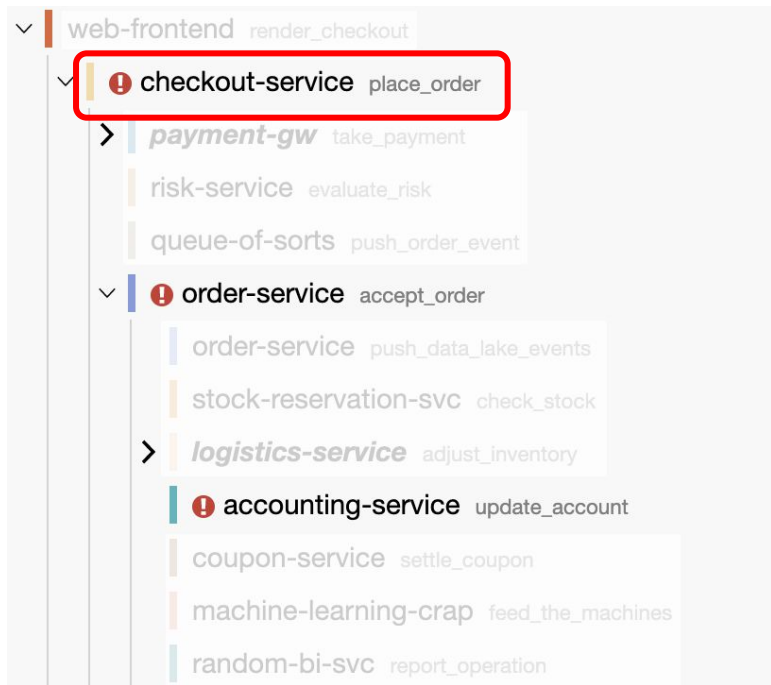 web-frontend render_checkout
checkout-service place_order
payment-gw take_payment
risk-service evaluate_risk
queue-of-sorts push_order_event
order-service accept_order
order-service push_data_lake_events
stock-reservation-svc check_stock
logistics-service adjust_inventory
accounting-service update_account
coupon-service settle_coupon
machine-learning-crap feed_the_machines
random-bi-svc report_operation